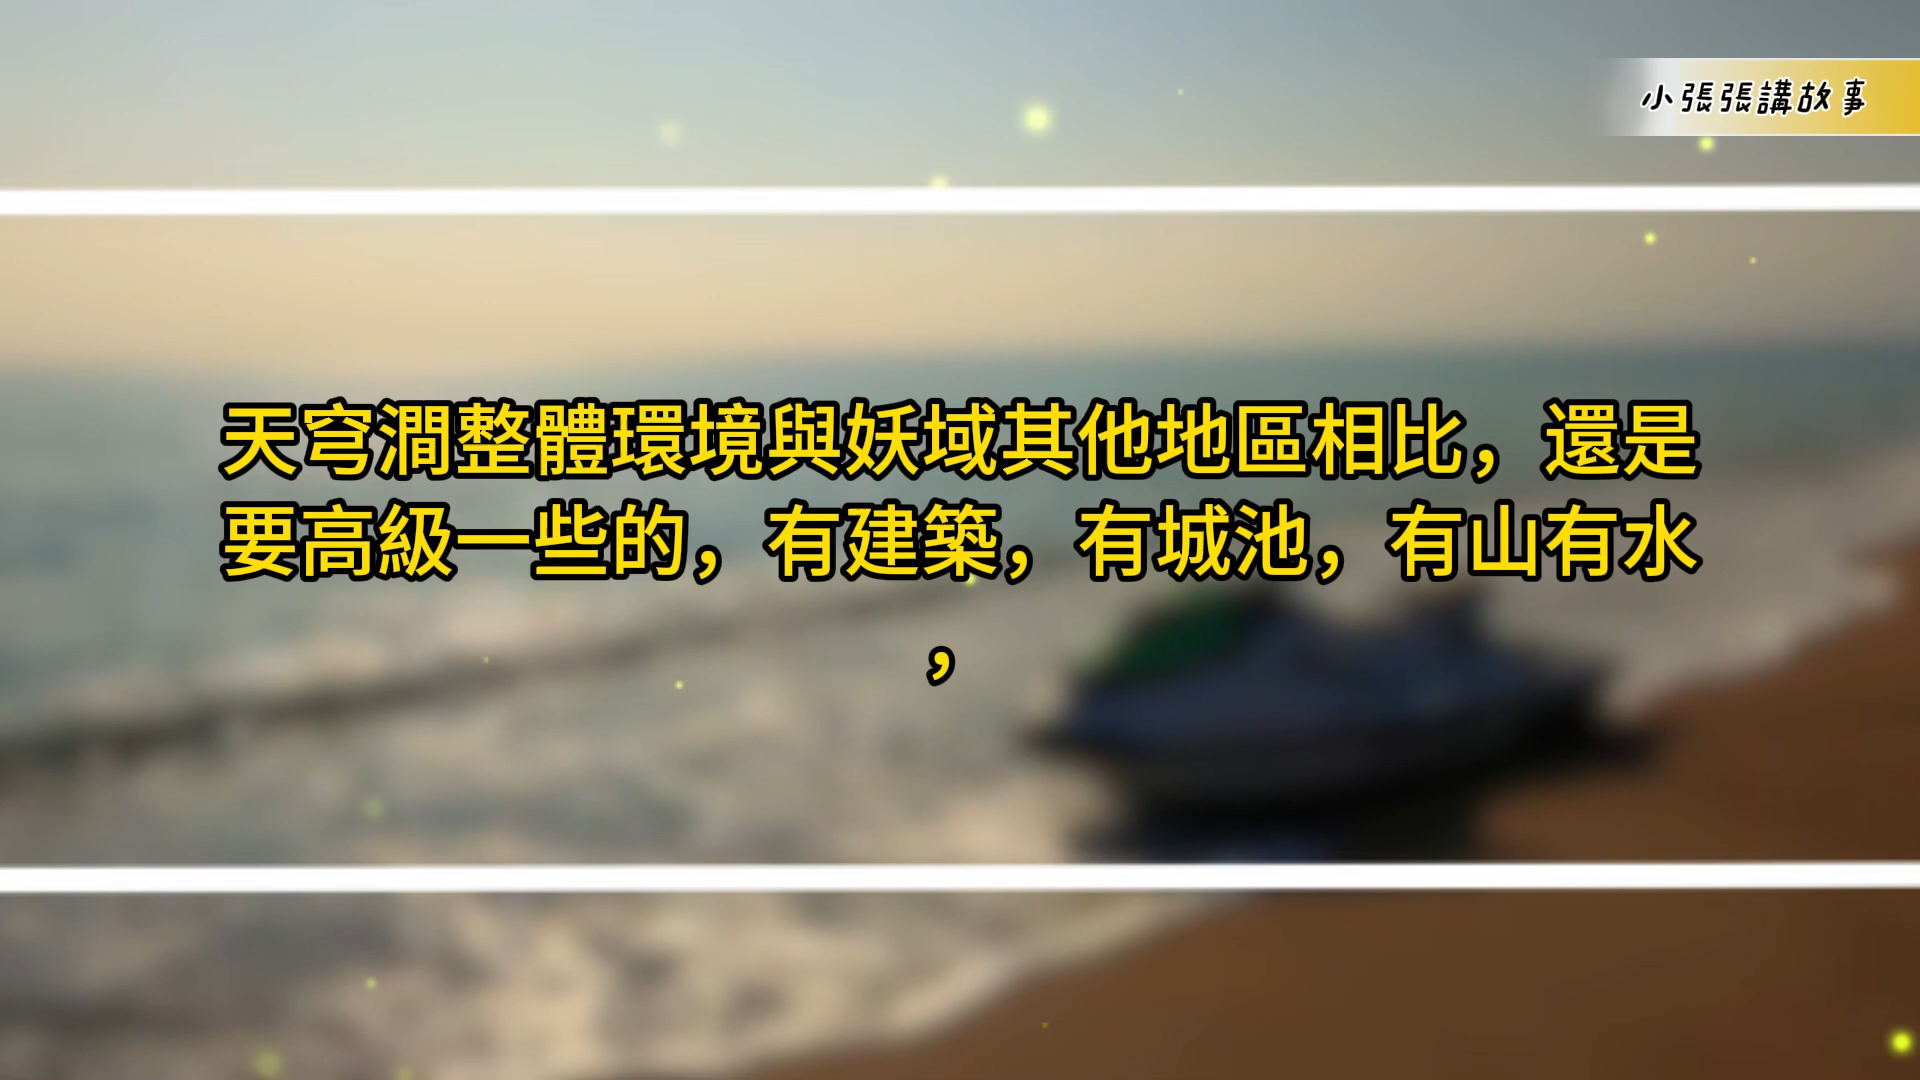 小張張講故事
天穹澗整體環境與妖域其他地區相比，還是
要高級一些的，有建築，有城池，有山有水
，